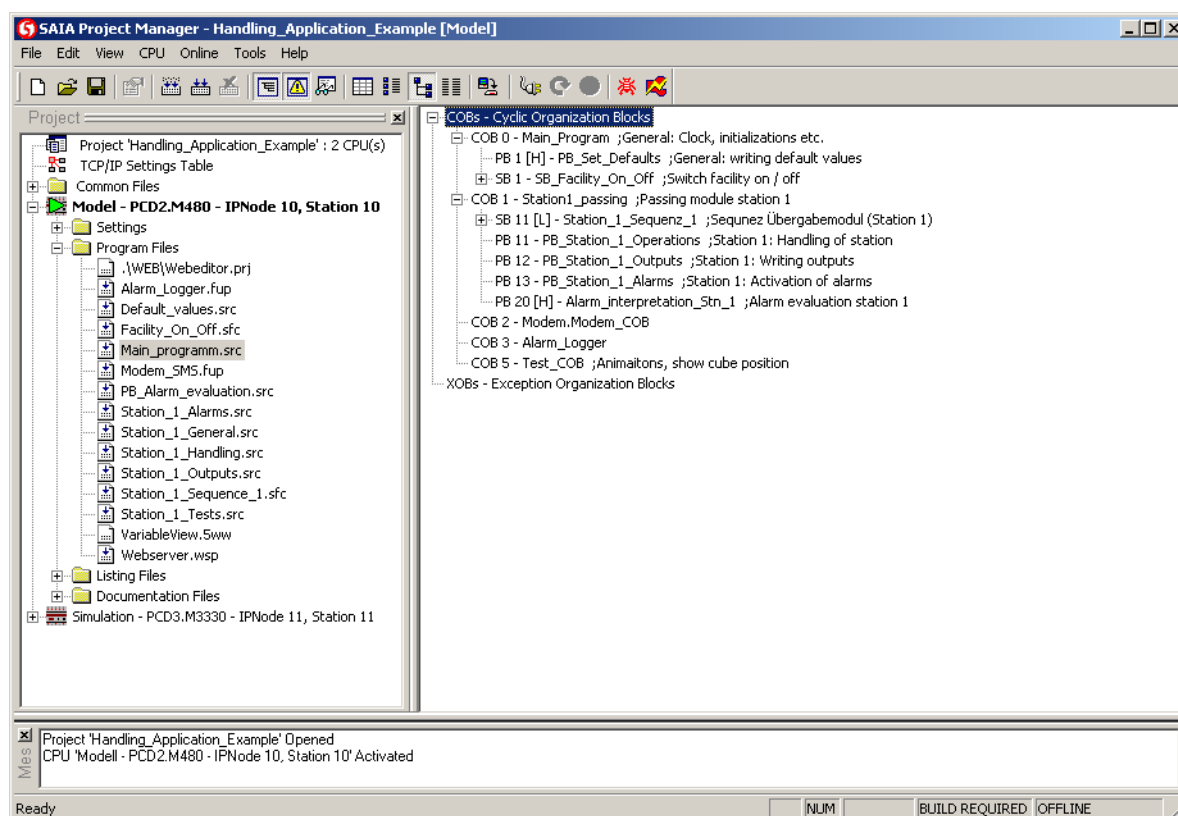 SAIA Project Manager - Handling_Application_Example [Model]
File Edit View CPU Online Tools Help
Project
Project 'Handling_Application_Example' : 2 CPU(s)
TCP/IP Settings Table
Common Files
Model - PCD2.M480 - IPNode 10, Station 10
Settings
Program Files
.\WEB\Webeditor.prj
Alarm_Logger.fup
Default_values.src
Facility_On_Off.sfc
Main_programm.src
Modem_SMS.fup
PB_Alarm_evaluation.src
Station_1_Alarms.src
Station_1_General.src
Station_1_Handling.src
Station_1_Outputs.src
Station_1_Sequence_1.sfc
Station_1_Tests.src
VariableView.5ww
Webserver.wsp
Listing Files
Documentation Files
Simulation - PCD3.M3330 - IPNode 11, Station 11
COBs - Cyclic Organization Blocks
COB 0 - Main_Program ;General: Clock, initializations etc.
PB 1 [H] - PB_Set_Defaults ;General: writing default values
SB 1 - SB_Facility_On_Off ;Switch facility on / off
COB 1 - Station1_passing ;Passing module station 1
SB 11 [L] - Station_1_Sequenz_1 ;Sequnez Übergabemodul (Station 1)
PB 11 - PB_Station_1_Operations ;Station 1: Handling of station
PB 12 - PB_Station_1_Outputs ;Station 1: Writing outputs
PB 13 - PB_Station_1_Alarms ;Station 1: Activation of alarms
PB 20 [H] - Alarm_interpretation_Stn_1 ;Alarm evaluation station 1
COB 2 - Modem.Modem_COB
COB 3 - Alarm_Logger
COB 5 - Test_COB ;Animaitons, show cube position
XOBs - Exception Organization Blocks
Mes
Project 'Handling_Application_Example' Opened
CPU 'Modell - PCD2.M480 - IPNode 10, Station 10' Activated
Ready NUM BUILD REQUIRED OFFLINE